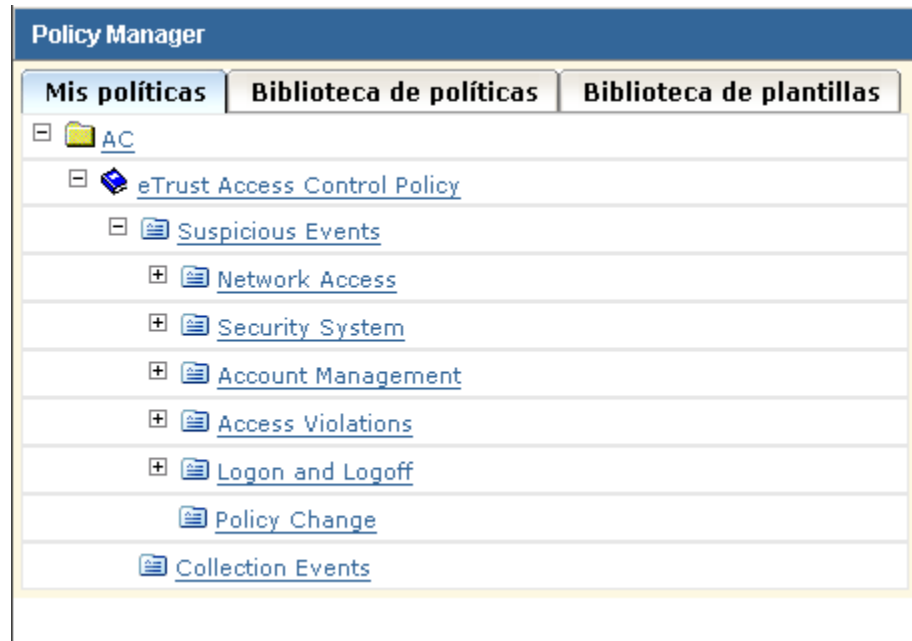 Policy Manager
Mis políticas Biblioteca de políticas Biblioteca de plantillas
AC
eTrust Access Control Policy
Suspicious Events
Network Access
Security System
Account Management
Access Violations
Logon and Logoff
Policy Change
Collection Events